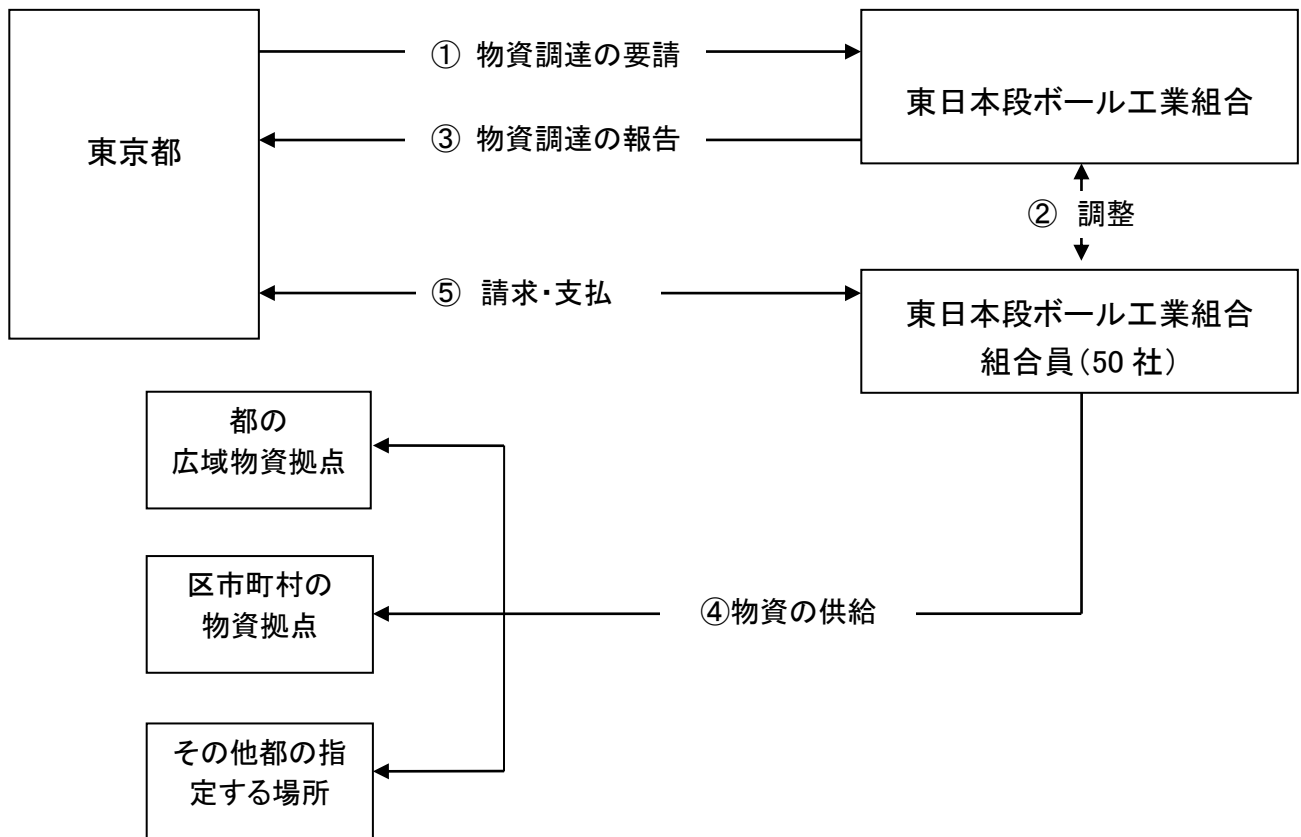 東京都
① 物資調達の要請
東日本段ボール工業組合
③ 物資調達の報告
② 調整
⑤ 請求・支払
東日本段ボール工業組合
組合員(50 社)
都の
広域物資拠点
区市町村の
物資拠点
④物資の供給
その他都の指
定する場所